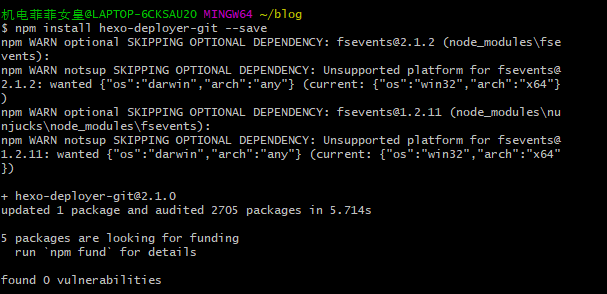 机电菲菲女皇@LAPTOP-6CKSAU2O MINGW64 ~/blog
$ npm install hexo-deployer-git --save
npm WARN optional SKIPPING OPTIONAL DEPENDENCY: fsevents@2.1.2 (node_modules\fse
vents):
npm WARN notsup SKIPPING OPTIONAL DEPENDENCY: Unsupported platform for fsevents@
2.1.2: wanted {"os":"darwin","arch":"any"} (current: {"os":"win32","arch":"x64"}
)
npm WARN optional SKIPPING OPTIONAL DEPENDENCY: fsevents@1.2.11 (node_modules\nu
njucks\node_modules\fsevents):
npm WARN notsup SKIPPING OPTIONAL DEPENDENCY: Unsupported platform for fsevents@
1.2.11: wanted {"os":"darwin","arch":"any"} (current: {"os":"win32","arch":"x64"
})
+ hexo-deployer-git@2.1.0
updated 1 package and audited 2705 packages in 5.714s
5 packages are looking for funding
run `npm fund` for details
found 0 vulnerabilities